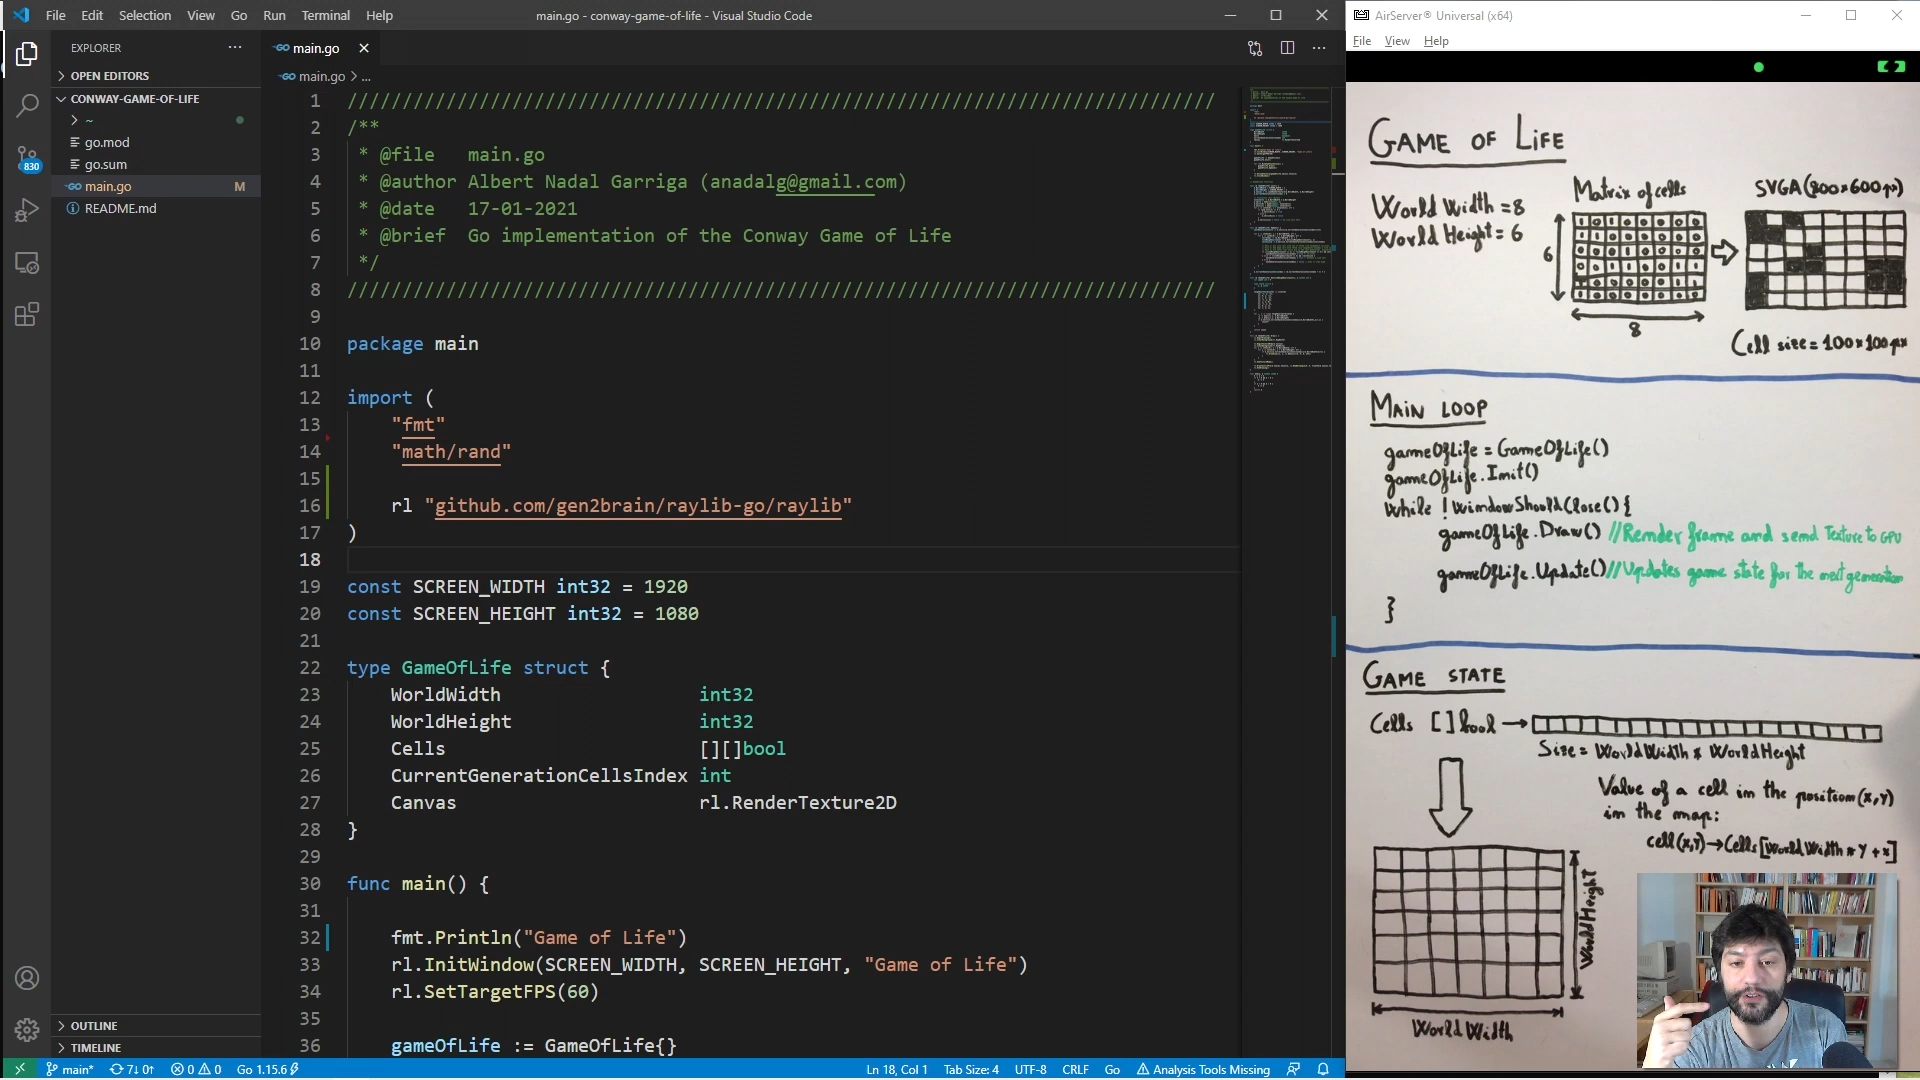 File Edit Selection View Go Run Terminal Help
main.go - conway-game-of-life - Visual Studio Code
EXPLORER
OPEN EDITORS
CONWAY-GAME-OF-LIFE
~
go.mod
go.sum
main.go M
README.md
830
OUTLINE
TIMELINE
main.go
main.go > ...
1 ///////////////////////////////////////////////////////////////////////////////
2 /**
3 * @file main.go
4 * @author Albert Nadal Garriga (anadalg@gmail.com)
5 * @date 17-01-2021
6 * @brief Go implementation of the Conway Game of Life
7 */
8 ///////////////////////////////////////////////////////////////////////////////
9
10 package main
11
12 import (
13 "fmt"
14 "math/rand"
15
16 rl "github.com/gen2brain/raylib-go/raylib"
17 )
18
19 const SCREEN_WIDTH int32 = 1920
20 const SCREEN_HEIGHT int32 = 1080
21
22 type GameOfLife struct {
23 WorldWidth int32
24 WorldHeight int32
25 Cells [][]bool
26 CurrentGenerationCellsIndex int
27 Canvas rl.RenderTexture2D
28 }
29
30 func main() {
31
32 fmt.Println("Game of Life")
33 rl.InitWindow(SCREEN_WIDTH, SCREEN_HEIGHT, "Game of Life")
34 rl.SetTargetFPS(60)
35
36 gameOfLife := GameOfLife{}
main* 7↓ 0↑ 0 0 Go 1.15.6
Ln 18, Col 1 Tab Size: 4 UTF-8 CRLF Go Analysis Tools Missing
AirServer® Universal (x64)
File View Help
GAME OF LIFE
World Width = 8
World Height = 6
Matrix of cells
6
8
SVGA (800x600px)
Cell size = 100x100px
MAIN LOOP
gameOfLife = GameOfLife()
gameOfLife.Init()
while !WindowShouldClose() {
gameOfLife.Draw() //Render frame and send Texture to GPU
gameOfLife.Update() //Updates game state for the next generation
}
GAME STATE
Cells []bool →
Size = WorldWidth * WorldHeight
Value of a cell in the position (x,y)
in the map:
cell(x,y) → Cells[WorldWidth * y + x]
WorldHeight
World Width